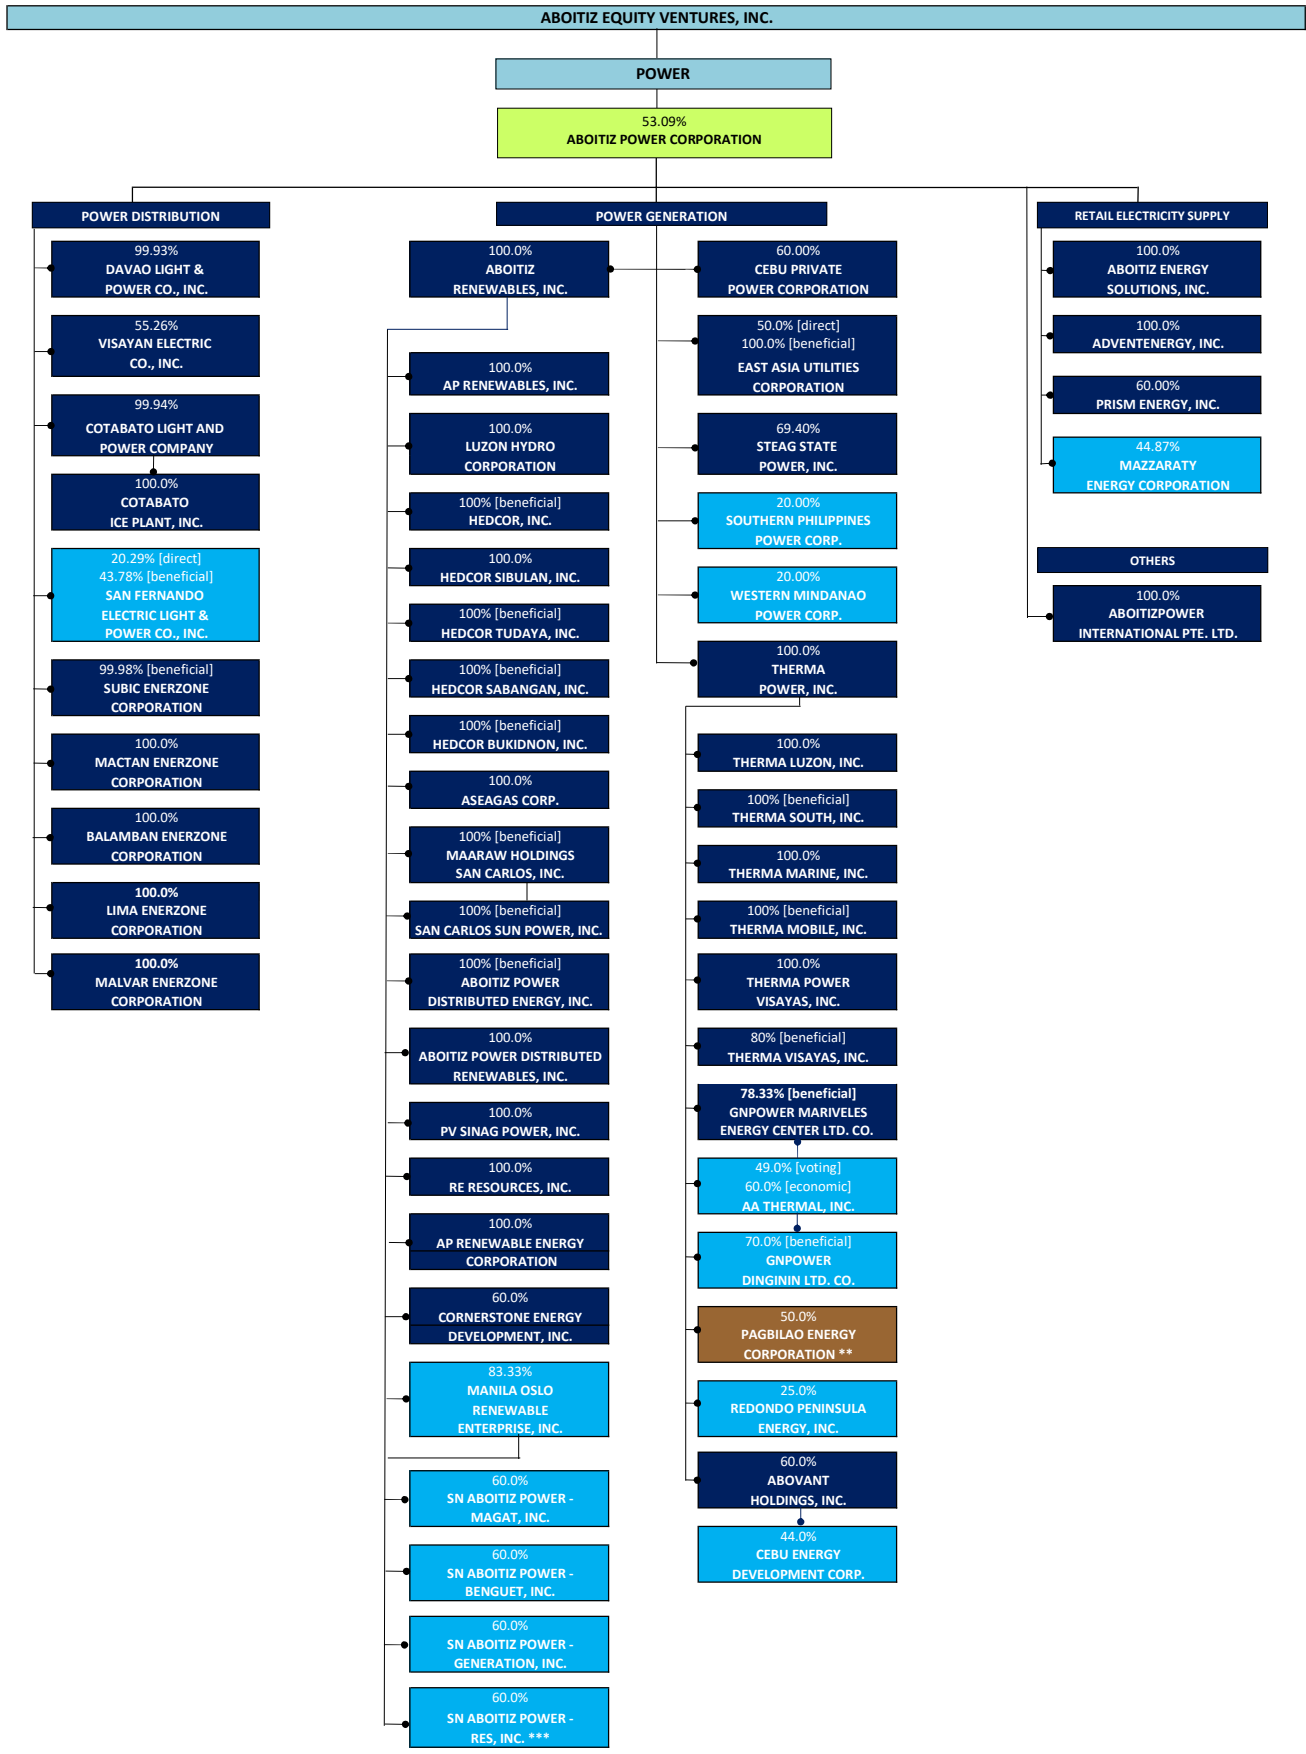 ABOITIZ EQUITY VENTURES, INC.
POWER
53.09%
ABOITIZ POWER CORPORATION
POWER DISTRIBUTION
99.93%
DAVAO LIGHT &
POWER CO., INC.
55.26%
VISAYAN ELECTRIC
CO., INC.
99.94%
COTABATO LIGHT AND
POWER COMPANY
100.0%
COTABATO
ICE PLANT, INC.
20.29% [direct]
43.78% [beneficial]
SAN FERNANDO
ELECTRIC LIGHT &
POWER CO., INC.
99.98% [beneficial]
SUBIC ENERZONE
CORPORATION
100.0%
MACTAN ENERZONE
CORPORATION
100.0%
BALAMBAN ENERZONE
CORPORATION
100.0%
LIMA ENERZONE
CORPORATION
100.0%
MALVAR ENERZONE
CORPORATION
POWER GENERATION
100.0%
ABOITIZ
RENEWABLES, INC.
100.0%
AP RENEWABLES, INC.
100.0%
LUZON HYDRO
CORPORATION
100% [beneficial]
HEDCOR, INC.
100.0%
HEDCOR SIBULAN, INC.
100% [beneficial]
HEDCOR TUDAYA, INC.
100% [beneficial]
HEDCOR SABANGAN, INC.
100% [beneficial]
HEDCOR BUKIDNON, INC.
100.0%
ASEAGAS CORP.
100% [beneficial]
MAARAW HOLDINGS
SAN CARLOS, INC.
100% [beneficial]
SAN CARLOS SUN POWER, INC.
100% [beneficial]
ABOITIZ POWER
DISTRIBUTED ENERGY, INC.
100.0%
ABOITIZ POWER DISTRIBUTED
RENEWABLES, INC.
100.0%
PV SINAG POWER, INC.
100.0%
RE RESOURCES, INC.
100.0%
AP RENEWABLE ENERGY
CORPORATION
60.0%
CORNERSTONE ENERGY
DEVELOPMENT, INC.
83.33%
MANILA OSLO
RENEWABLE
ENTERPRISE, INC.
60.0%
SN ABOITIZ POWER -
MAGAT, INC.
60.0%
SN ABOITIZ POWER -
BENGUET, INC.
60.0%
SN ABOITIZ POWER -
GENERATION, INC.
60.0%
SN ABOITIZ POWER -
RES, INC. ***
60.00%
CEBU PRIVATE
POWER CORPORATION
50.0% [direct]
100.0% [beneficial]
EAST ASIA UTILITIES
CORPORATION
69.40%
STEAG STATE
POWER, INC.
20.00%
SOUTHERN PHILIPPINES
POWER CORP.
20.00%
WESTERN MINDANAO
POWER CORP.
100.0%
THERMA
POWER, INC.
100.0%
THERMA LUZON, INC.
100% [beneficial]
THERMA SOUTH, INC.
100.0%
THERMA MARINE, INC.
100% [beneficial]
THERMA MOBILE, INC.
100.0%
THERMA POWER
VISAYAS, INC.
80% [beneficial]
THERMA VISAYAS, INC.
78.33% [beneficial]
GNPOWER MARIVELES
ENERGY CENTER LTD. CO.
49.0% [voting]
60.0% [economic]
AA THERMAL, INC.
70.0% [beneficial]
GNPOWER
DINGININ LTD. CO.
50.0%
PAGBILAO ENERGY
CORPORATION **
25.0%
REDONDO PENINSULA
ENERGY, INC.
60.0%
ABOVANT
HOLDINGS, INC.
44.0%
CEBU ENERGY
DEVELOPMENT CORP.
RETAIL ELECTRICITY SUPPLY
100.0%
ABOITIZ ENERGY
SOLUTIONS, INC.
100.0%
ADVENTENERGY, INC.
60.00%
PRISM ENERGY, INC.
44.87%
MAZZARATY
ENERGY CORPORATION
OTHERS
100.0%
ABOITIZPOWER
INTERNATIONAL PTE. LTD.